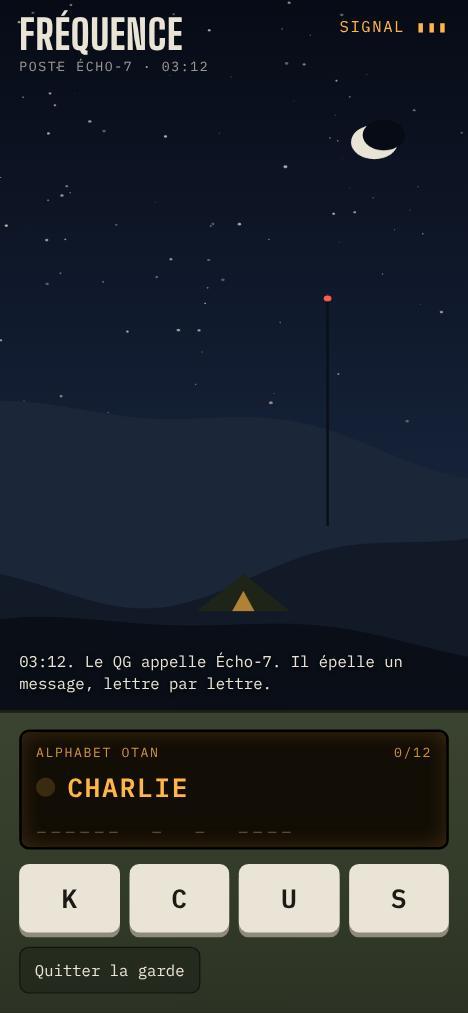 FRÉQUENCE
SIGNAL ▮▮▮
POSTE ÉCHO-7 · 03:12
03:12. Le QG appelle Écho-7. Il épelle un
message, lettre par lettre.
ALPHABET OTAN 0/12
CHARLIE
______ _ _ ____
K C U S
Quitter la garde